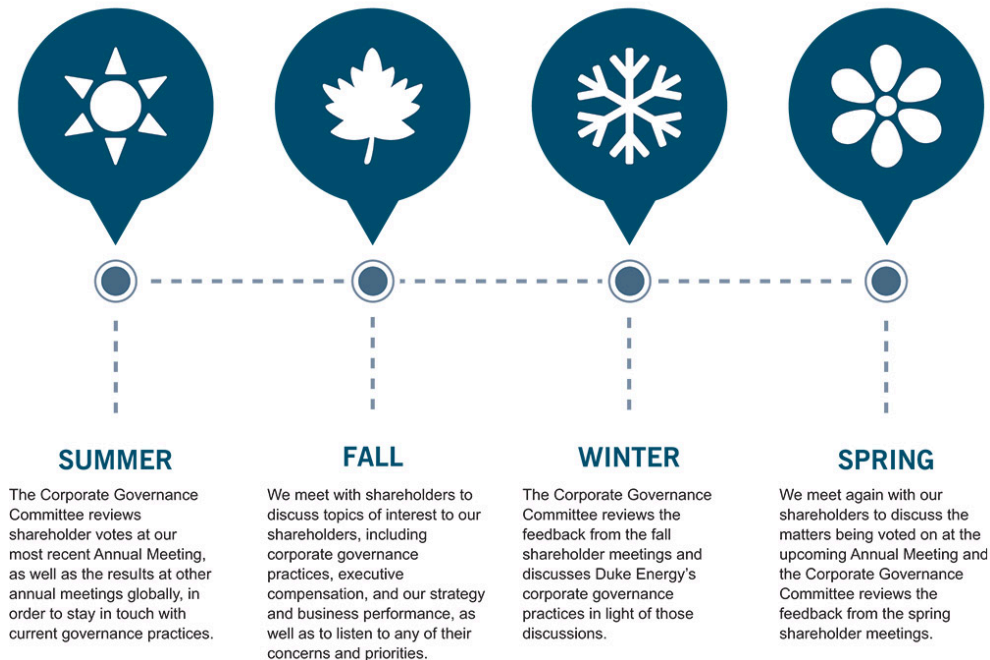 SUMMER
The Corporate Governance
Committee reviews
shareholder votes at our
most recent Annual Meeting,
as well as the results at other
annual meetings globally, in
order to stay in touch with
current governance practices.
FALL
We meet with shareholders to
discuss topics of interest to our
shareholders, including
corporate governance
practices, executive
compensation, and our strategy
and business performance, as
well as to listen to any of their
concerns and priorities.
WINTER
The Corporate Governance
Committee reviews the
feedback from the fall
shareholder meetings and
discusses Duke Energy’s
corporate governance
practices in light of those
discussions.
SPRING
We meet again with our
shareholders to discuss the
matters being voted on at the
upcoming Annual Meeting and
the Corporate Governance
Committee reviews the
feedback from the spring
shareholder meetings.